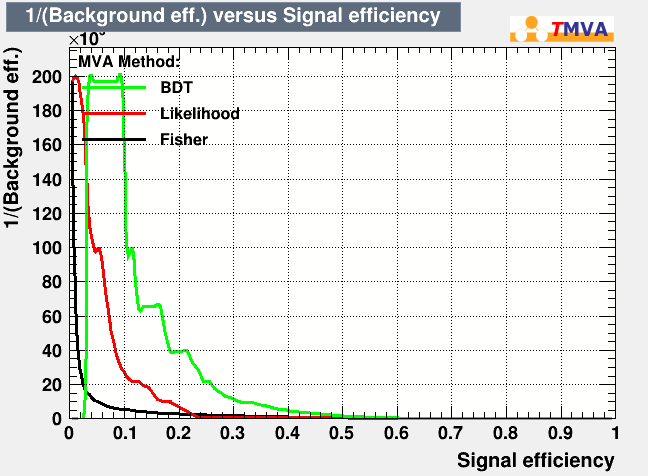 1/(Background eff.) versus Signal efficiency
TMVA
×10³
1/(Background eff.)
MVA Method:
BDT
Likelihood
Fisher
200
180
160
140
120
100
80
60
40
20
0
0 0.1 0.2 0.3 0.4 0.5 0.6 0.7 0.8 0.9 1
Signal efficiency